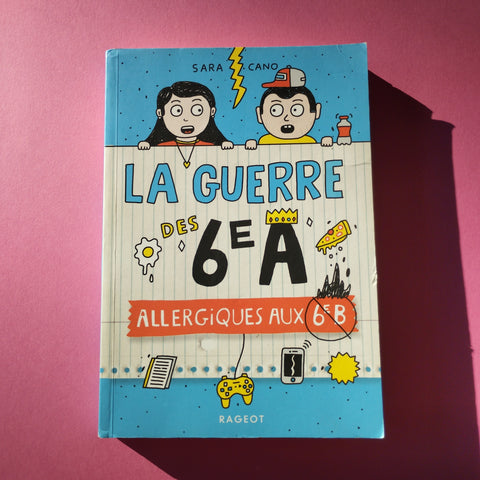 SARA CANO
LA GUERRE
DES 6E A
ALLERGIQUES AUX 6E B
RAGEOT